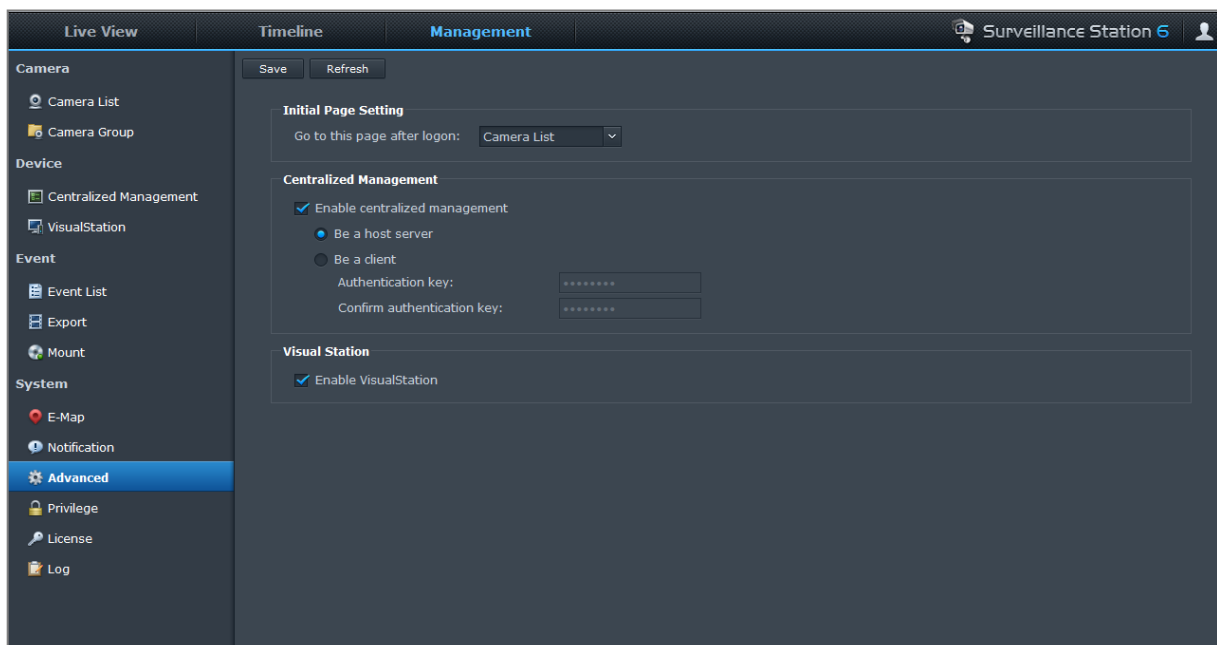 Live View
Timeline
Management
Surveillance Station 6
Camera
Camera List
Camera Group
Device
Centralized Management
VisualStation
Event
Event List
Export
Mount
System
E-Map
Notification
Advanced
Privilege
License
Log
Save
Refresh
Initial Page Setting
Go to this page after logon: Camera List
Centralized Management
Enable centralized management
Be a host server
Be a client
Authentication key: ••••••••
Confirm authentication key: ••••••••
Visual Station
Enable VisualStation